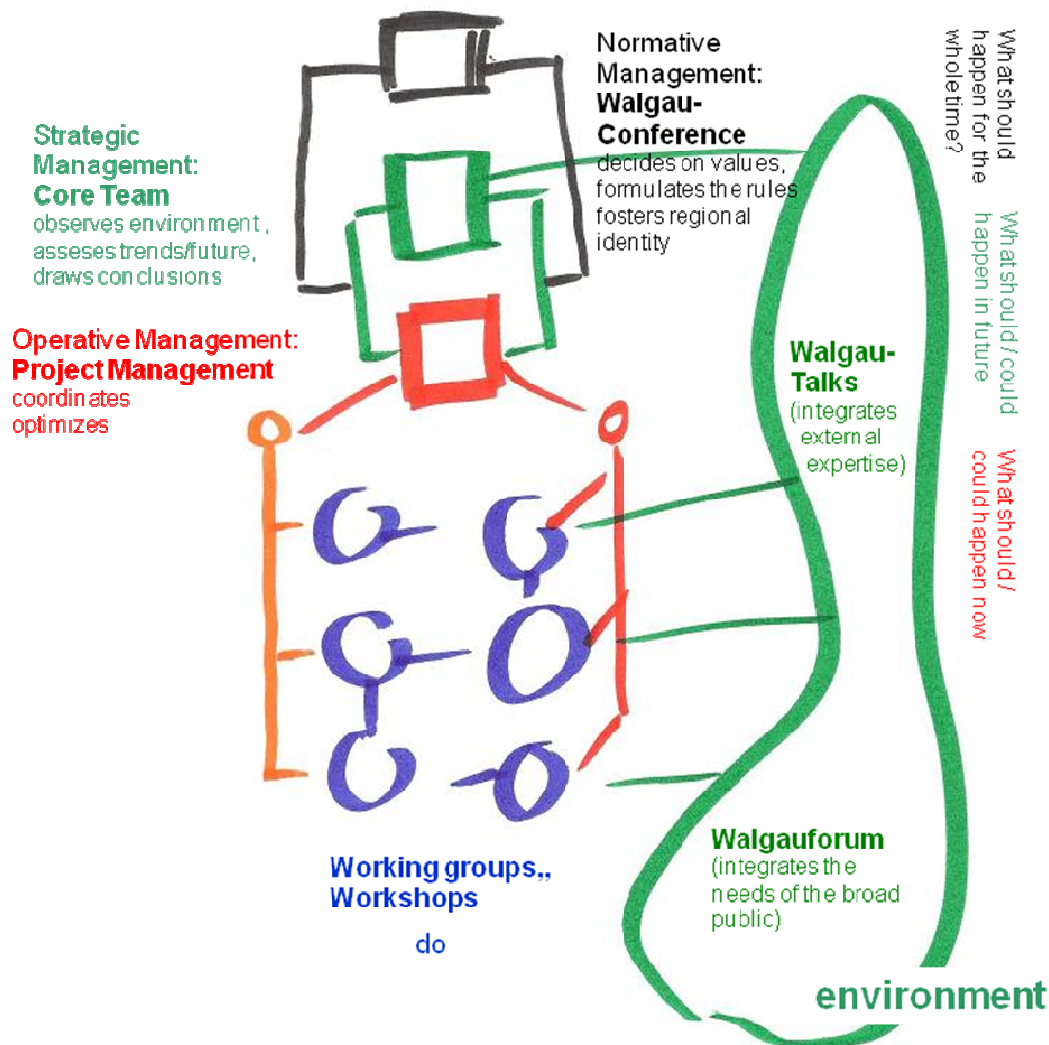 Normative
Management:
Walgau-
Conference
decides on values,
formulates the rules
fosters regional
identity
What should
happen for the
whole time?
Strategic
Management:
Core Team
observes environment ,
asseses trends/future,
draws conclusions
What should / could
happen in future
Operative Management:
Project Management
coordinates
optimizes
Walgau-
Talks
(integrates
external
expertise)
What should /
could happen now
Working groups,,
Workshops
do
Walgauforum
(integrates the
needs of the broad
public)
environment